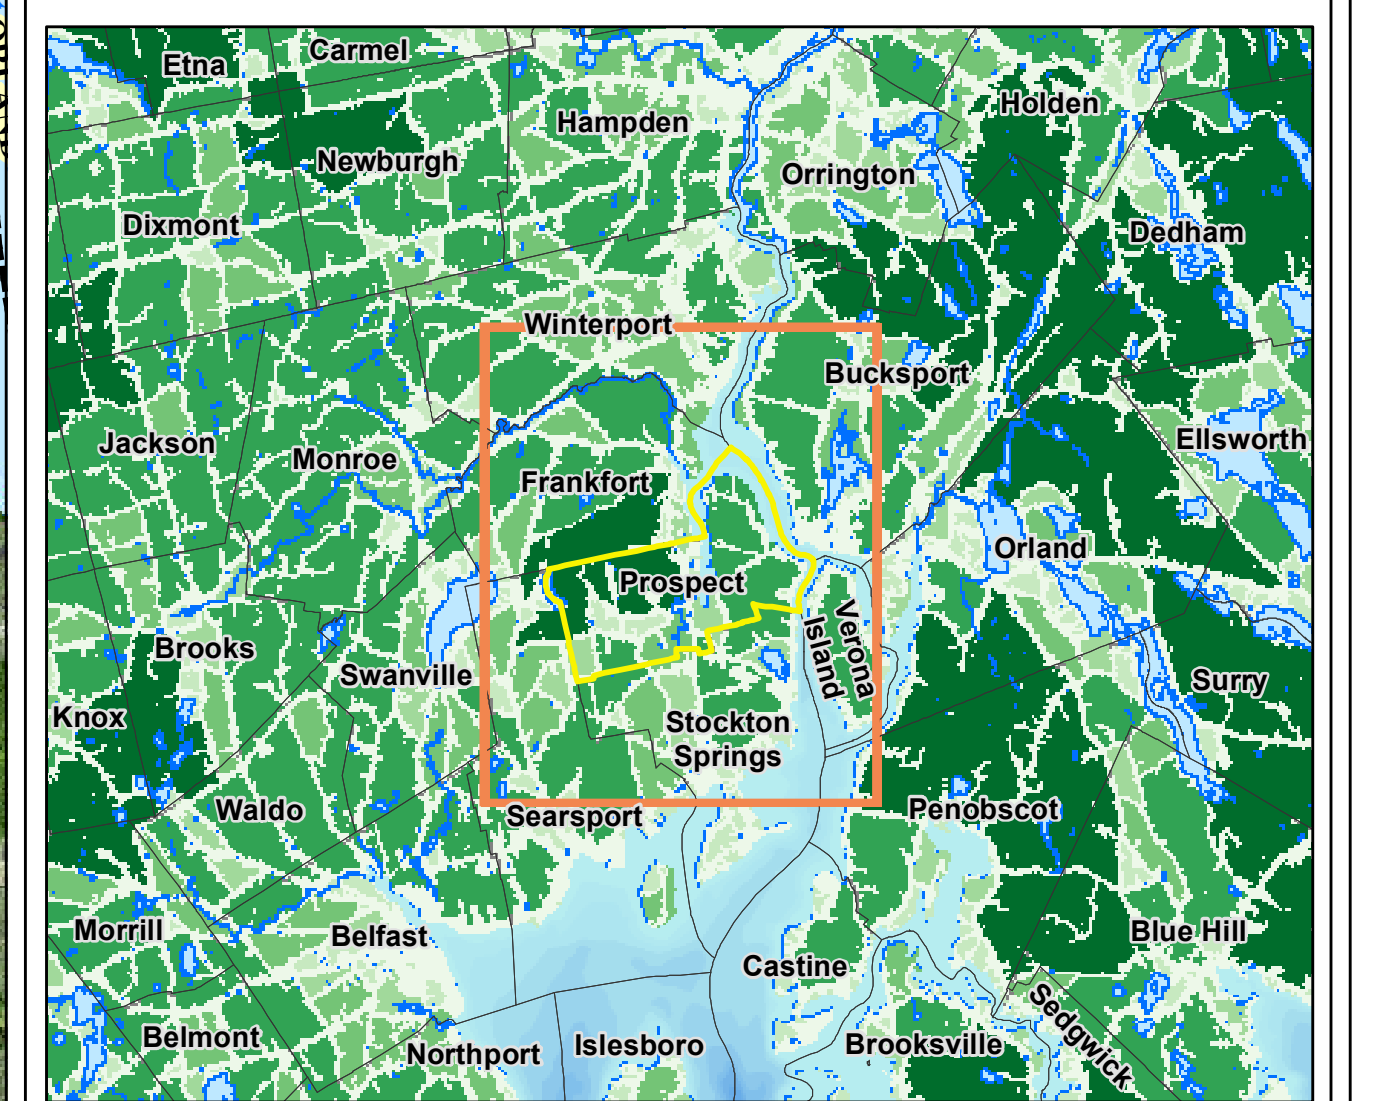 Etna
Carmel
Holden
Hampden
Newburgh
Orrington
Dixmont
Dedham
Winterport
Bucksport
Jackson
Monroe
Ellsworth
Frankfort
Orland
Prospect
Verona
Island
Brooks
Swanville
Surry
Knox
Stockton
Springs
Waldo
Searsport
Penobscot
Morrill
Belfast
Blue Hill
Castine
Sedgwick
Belmont
Northport
Islesboro
Brooksville